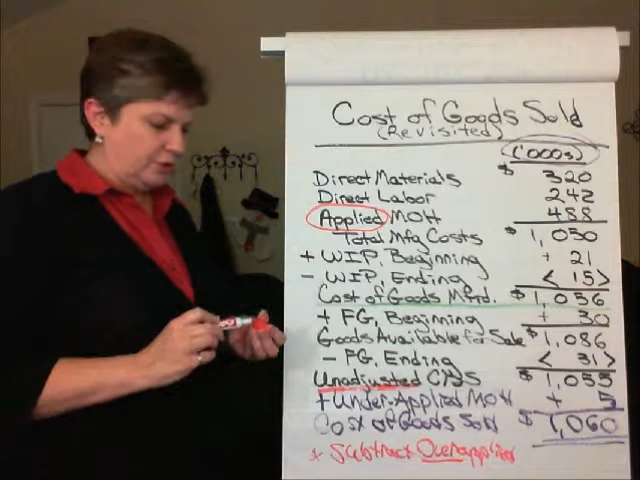 Cost of Goods Sold
(Revisited)
('000s)
Direct Materials $ 320
Direct Labor 242
Applied MOH 488
Total Mfg Costs $ 1,050
+ WIP, Beginning + 21
- WIP, Ending < 15>
Cost of Goods Mfrd. $ 1,056
+ FG, Beginning + 30
Goods Available for Sale $ 1,086
- FG, Ending < 31>
Unadjusted CGS $ 1,055
+ Under-Applied MOH + 5
Cost of Goods Sold $ 1,060
* Subtract Overapplied